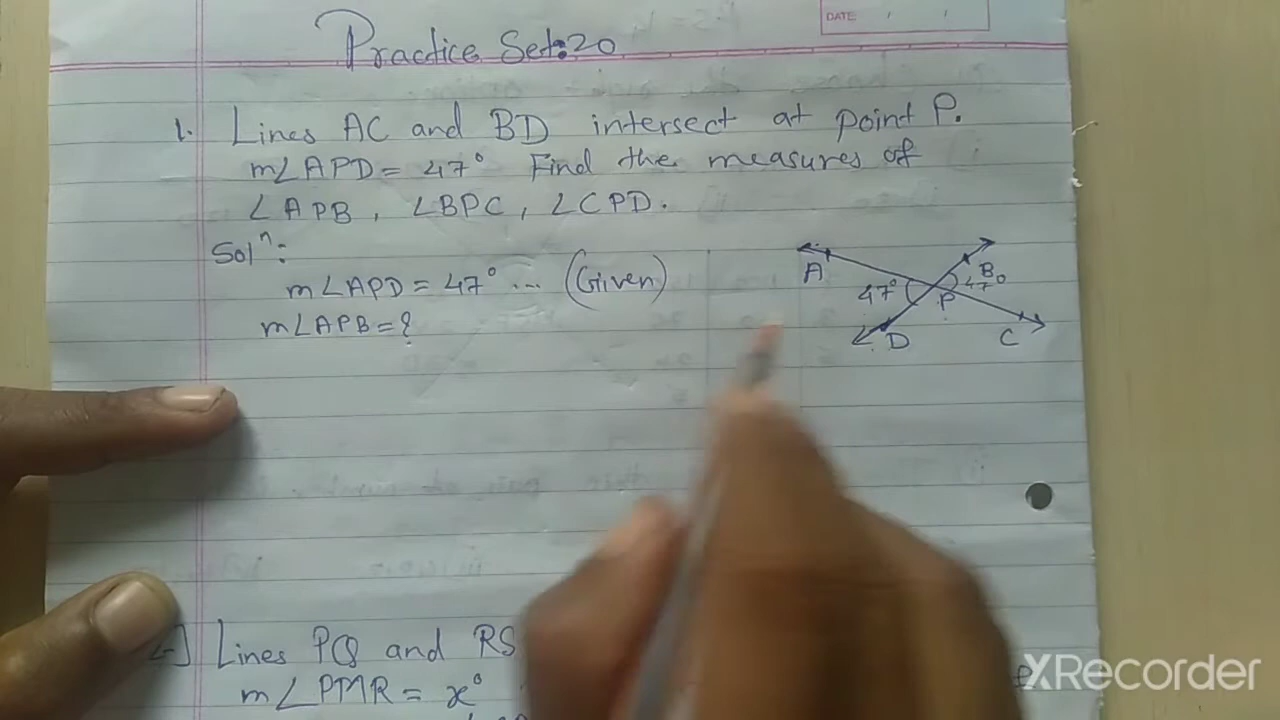 DATE:
Practice Set:20
1. Lines AC and BD intersect at point P.
m∠APD = 47° Find the measures of
∠APB, ∠BPC, ∠CPD.
Solⁿ:
m∠APD = 47° ... (Given)
m∠APB = ?
A
B
47°
47°
P
D
C
2] Lines PQ and RS
m∠PMR = x°
XRecorder